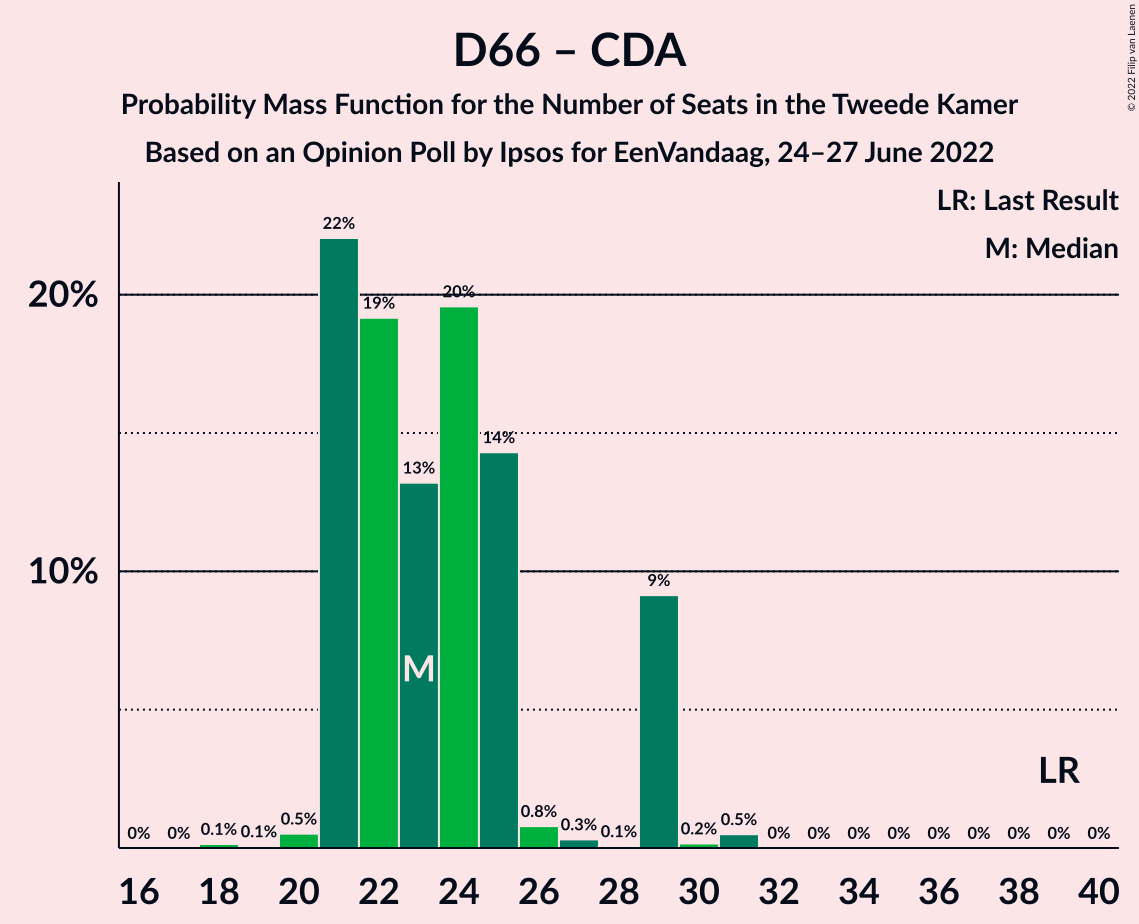 D66 – CDA
Probability Mass Function for the Number of Seats in the Tweede Kamer
Based on an Opinion Poll by Ipsos for EenVandaag, 24–27 June 2022
© 2022 Filip van Laenen
LR: Last Result
M: Median
20%
10%
0% 0% 0.1% 0.1% 0.5% 22% 19% 13% 20% 14% 0.8% 0.3% 0.1% 9% 0.2% 0.5% 0% 0% 0% 0% 0% 0% 0% 0% 0%
M
LR
16 18 20 22 24 26 28 30 32 34 36 38 40